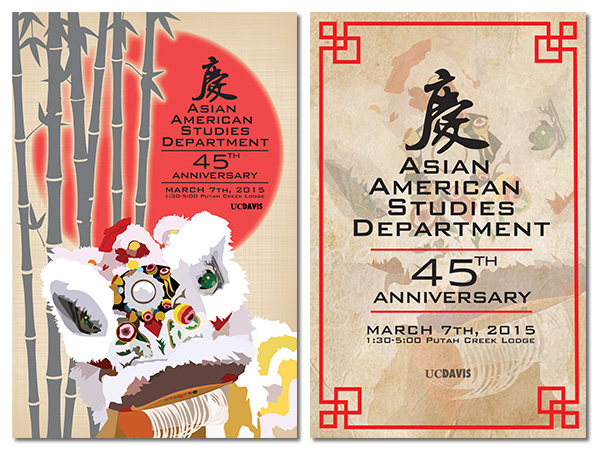 慶
ASIAN
AMERICAN
STUDIES
DEPARTMENT
45TH
ANNIVERSARY
MARCH 7TH, 2015
1:30-5:00 PUTAH CREEK LODGE
UCDAVIS
慶
ASIAN
AMERICAN
STUDIES
DEPARTMENT
45TH
ANNIVERSARY
MARCH 7TH, 2015
1:30-5:00 PUTAH CREEK LODGE
UCDAVIS